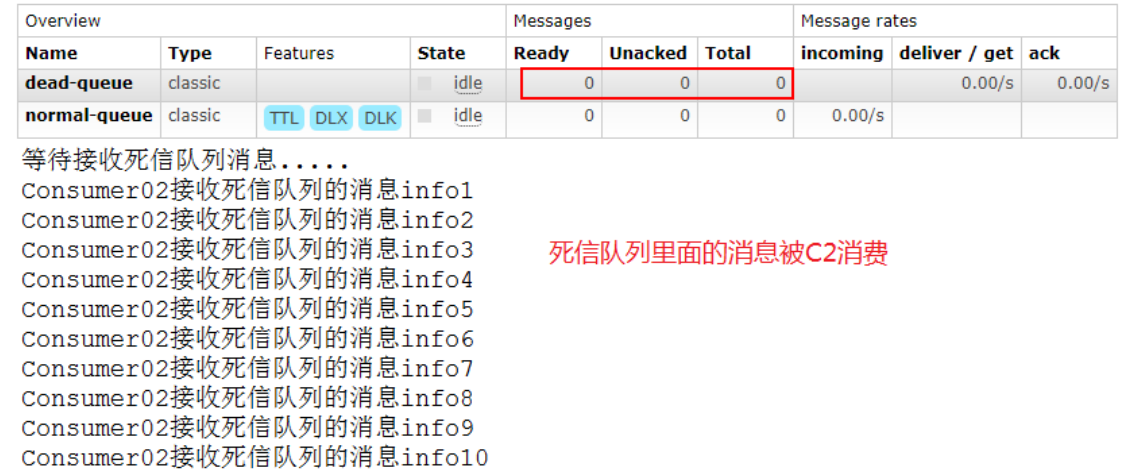 Overview Messages Message rates
Name Type Features State Ready Unacked Total incoming deliver / get ack
dead-queue classic idle 0 0 0 0.00/s 0.00/s
normal-queue classic TTL DLX DLK idle 0 0 0 0.00/s
等待接收死信队列消息.....
Consumer02接收死信队列的消息info1
Consumer02接收死信队列的消息info2
Consumer02接收死信队列的消息info3
死信队列里面的消息被C2消费
Consumer02接收死信队列的消息info4
Consumer02接收死信队列的消息info5
Consumer02接收死信队列的消息info6
Consumer02接收死信队列的消息info7
Consumer02接收死信队列的消息info8
Consumer02接收死信队列的消息info9
Consumer02接收死信队列的消息info10